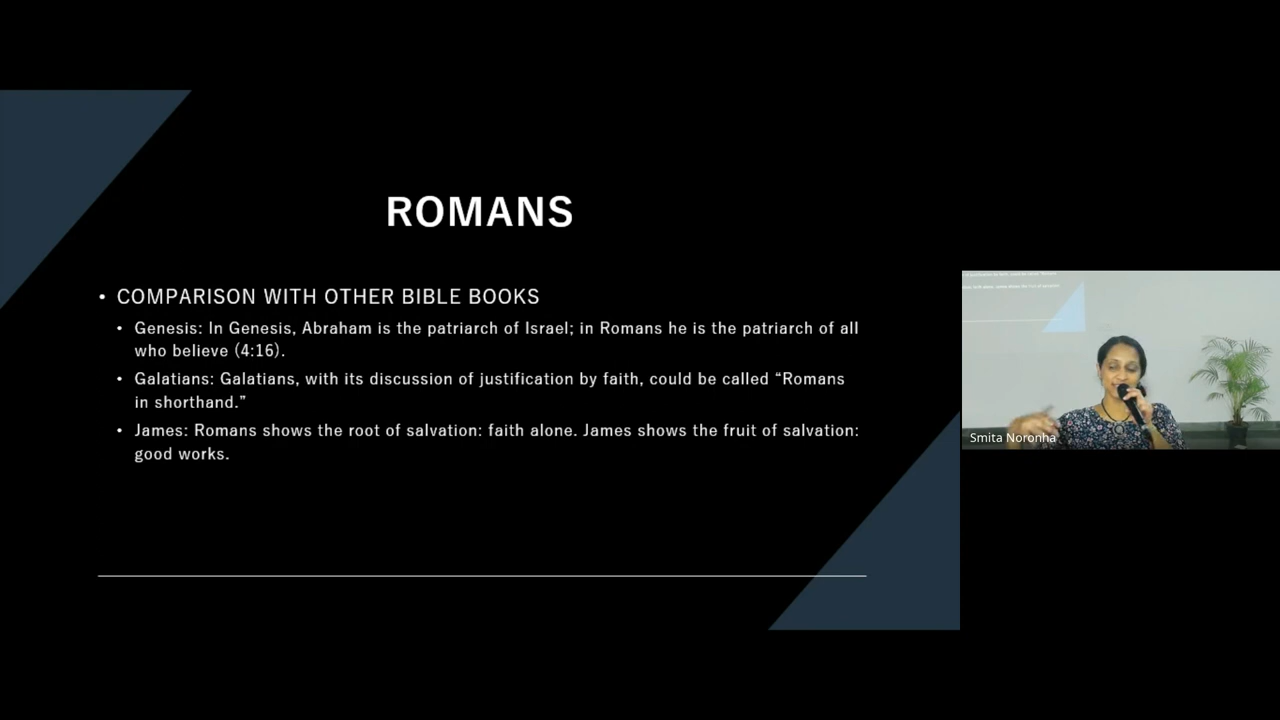 ROMANS
• COMPARISON WITH OTHER BIBLE BOOKS
• Genesis: In Genesis, Abraham is the patriarch of Israel; in Romans he is the patriarch of all
who believe (4:16).
• Galatians: Galatians, with its discussion of justification by faith, could be called “Romans
in shorthand.”
• James: Romans shows the root of salvation: faith alone. James shows the fruit of salvation:
good works.
Smita Noronha